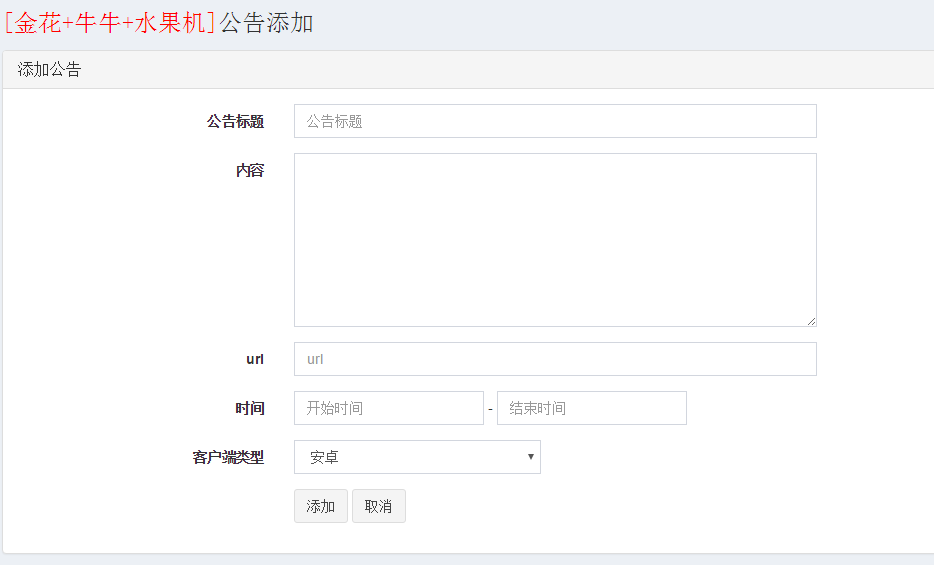 [金花+牛牛+水果机]公告添加
添加公告
公告标题 公告标题
内容
url url
时间 开始时间 - 结束时间
客户端类型 安卓
添加 取消